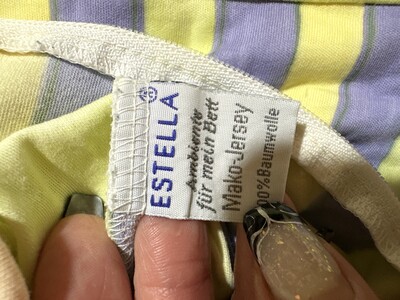 ESTELLA®
Ambiente
für mein Bett
Mako-Jersey
100%Baumwolle